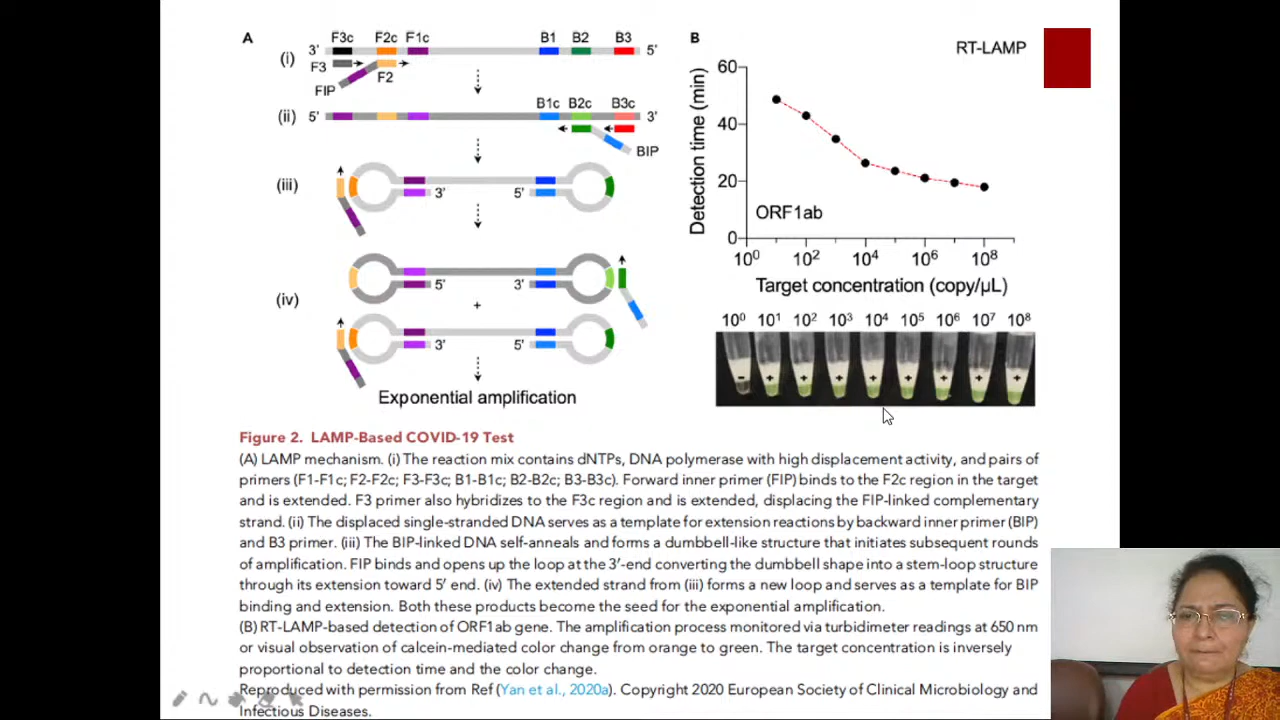 A
F3c F2c F1c B1 B2 B3
3′ 5′
(i)
F3
F2
FIP
B1c B2c B3c
(ii) 5′ 3′
BIP
(iii)
3′ 5′
5′ 3′
(iv)
+
3′ 5′
Exponential amplification
B
RT-LAMP
Detection time (min)
60
40
20
0
ORF1ab
10⁰ 10² 10⁴ 10⁶ 10⁸
Target concentration (copy/µL)
10⁰ 10¹ 10² 10³ 10⁴ 10⁵ 10⁶ 10⁷ 10⁸
- + + + + + + + +
Figure 2. LAMP-Based COVID-19 Test
(A) LAMP mechanism. (i) The reaction mix contains dNTPs, DNA polymerase with high displacement activity, and pairs of
primers (F1-F1c; F2-F2c; F3-F3c; B1-B1c; B2-B2c; B3-B3c). Forward inner primer (FIP) binds to the F2c region in the target
and is extended. F3 primer also hybridizes to the F3c region and is extended, displacing the FIP-linked complementary
strand. (ii) The displaced single-stranded DNA serves as a template for extension reactions by backward inner primer (BIP)
and B3 primer. (iii) The BIP-linked DNA self-anneals and forms a dumbbell-like structure that initiates subsequent rounds
of amplification. FIP binds and opens up the loop at the 3′-end converting the dumbbell shape into a stem-loop structure
through its extension toward 5′ end. (iv) The extended strand from (iii) forms a new loop and serves as a template for BIP
binding and extension. Both these products become the seed for the exponential amplification.
(B) RT-LAMP-based detection of ORF1ab gene. The amplification process monitored via turbidimeter readings at 650 nm
or visual observation of calcein-mediated color change from orange to green. The target concentration is inversely
proportional to detection time and the color change.
Reproduced with permission from Ref (Yan et al., 2020a). Copyright 2020 European Society of Clinical Microbiology and
Infectious Diseases.